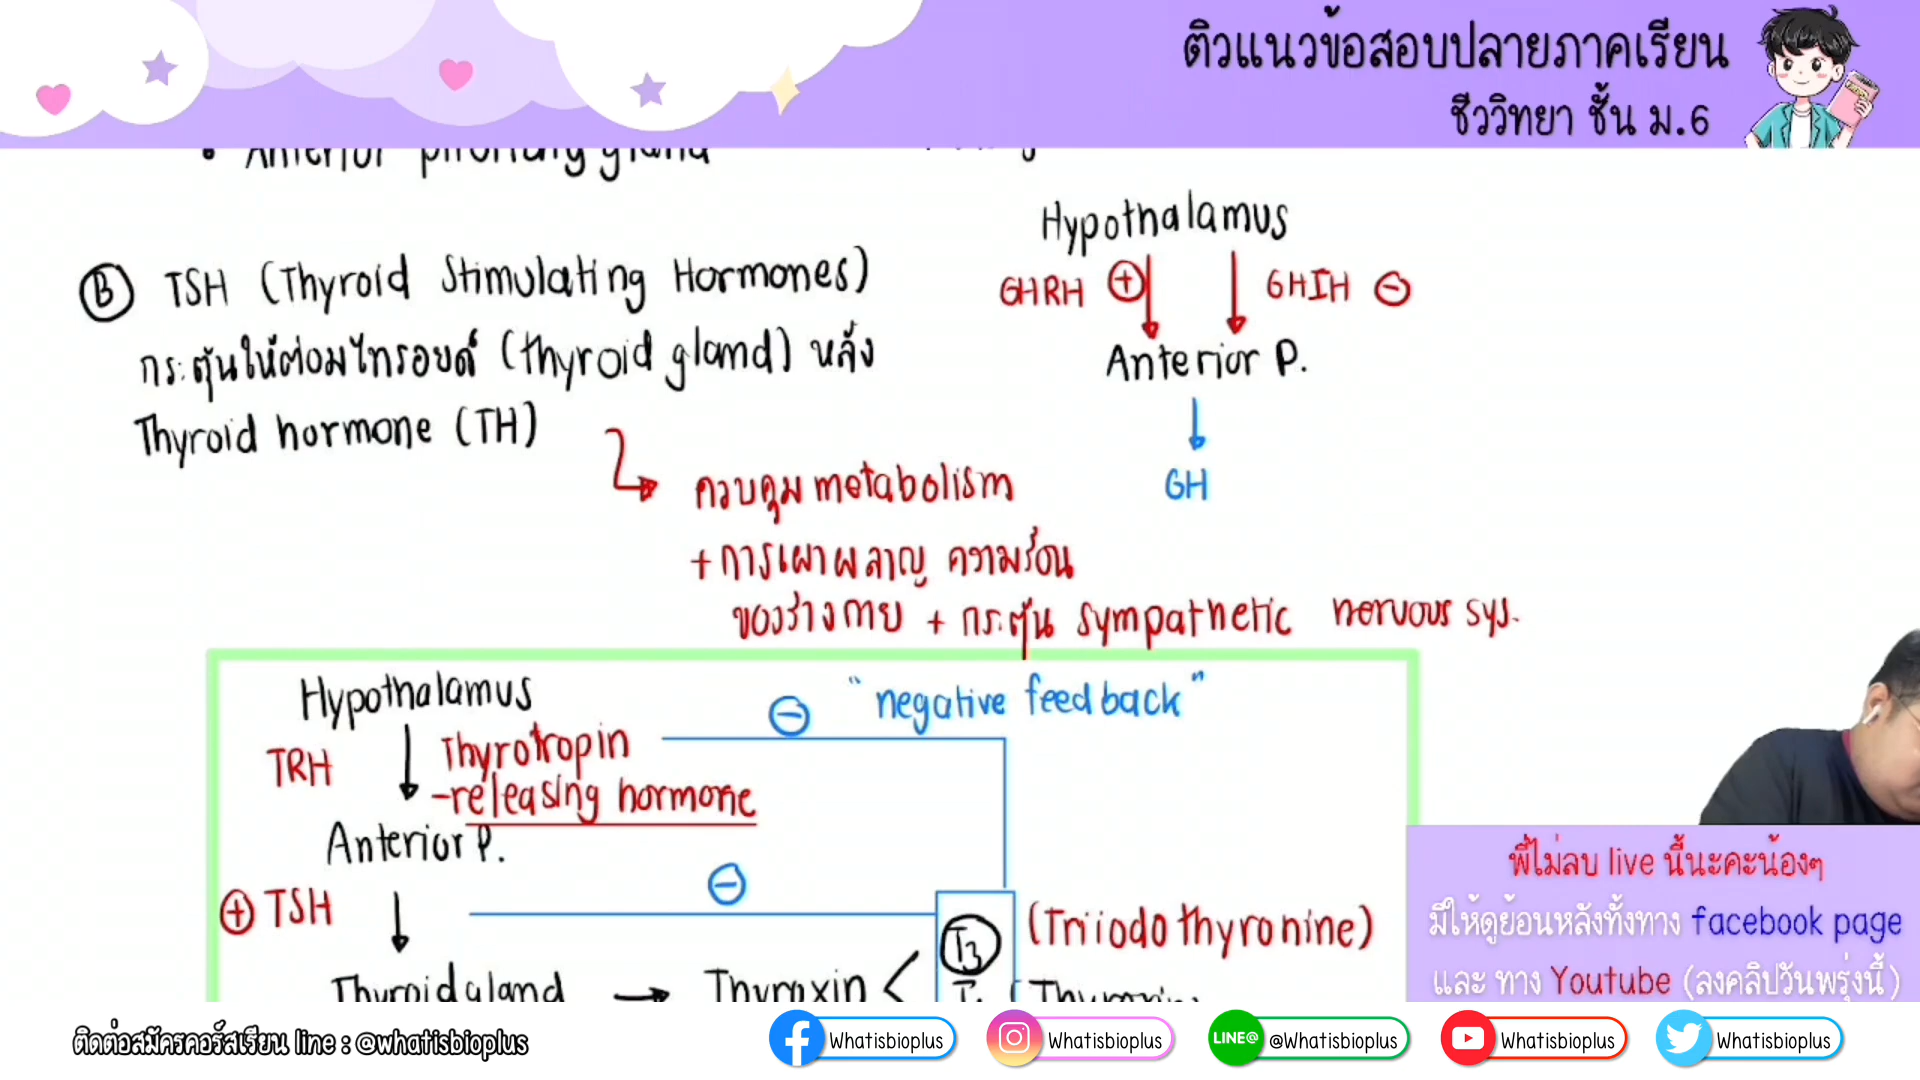 ติวแนวข้อสอบปลายภาคเรียน
ชีววิทยา ชั้น ม.6
• Anterior pituitary gland
Hypothalamus
GHRH + GHIH -
Anterior P.
GH
B TSH (Thyroid Stimulating Hormones)
กระตุ้นให้ต่อมไทรอยด์ (thyroid gland) หลั่ง
Thyroid hormone (TH)
ควบคุม metabolism
+ การเผาผลาญ ความร้อน
ของร่างกาย + กระตุ้น sympathetic nervous sys.
Hypothalamus
- "negative feedback"
TRH Thyrotropin
-releasing hormone
Anterior P.
-
+ TSH
T3 (Triiodo thyronine)
Thyroid gland → Thyroxin <
พี่ไม่ลบ live นี้นะคะน้องๆ
มีให้ดูย้อนหลังทั้งทาง facebook page
และ ทาง Youtube (ลงคลิปวันพรุ่งนี้)
ติดต่อสมัครคอร์สเรียน line : @whatisbioplus
Whatisbioplus
Whatisbioplus
LINE@ @Whatisbioplus
Whatisbioplus
Whatisbioplus